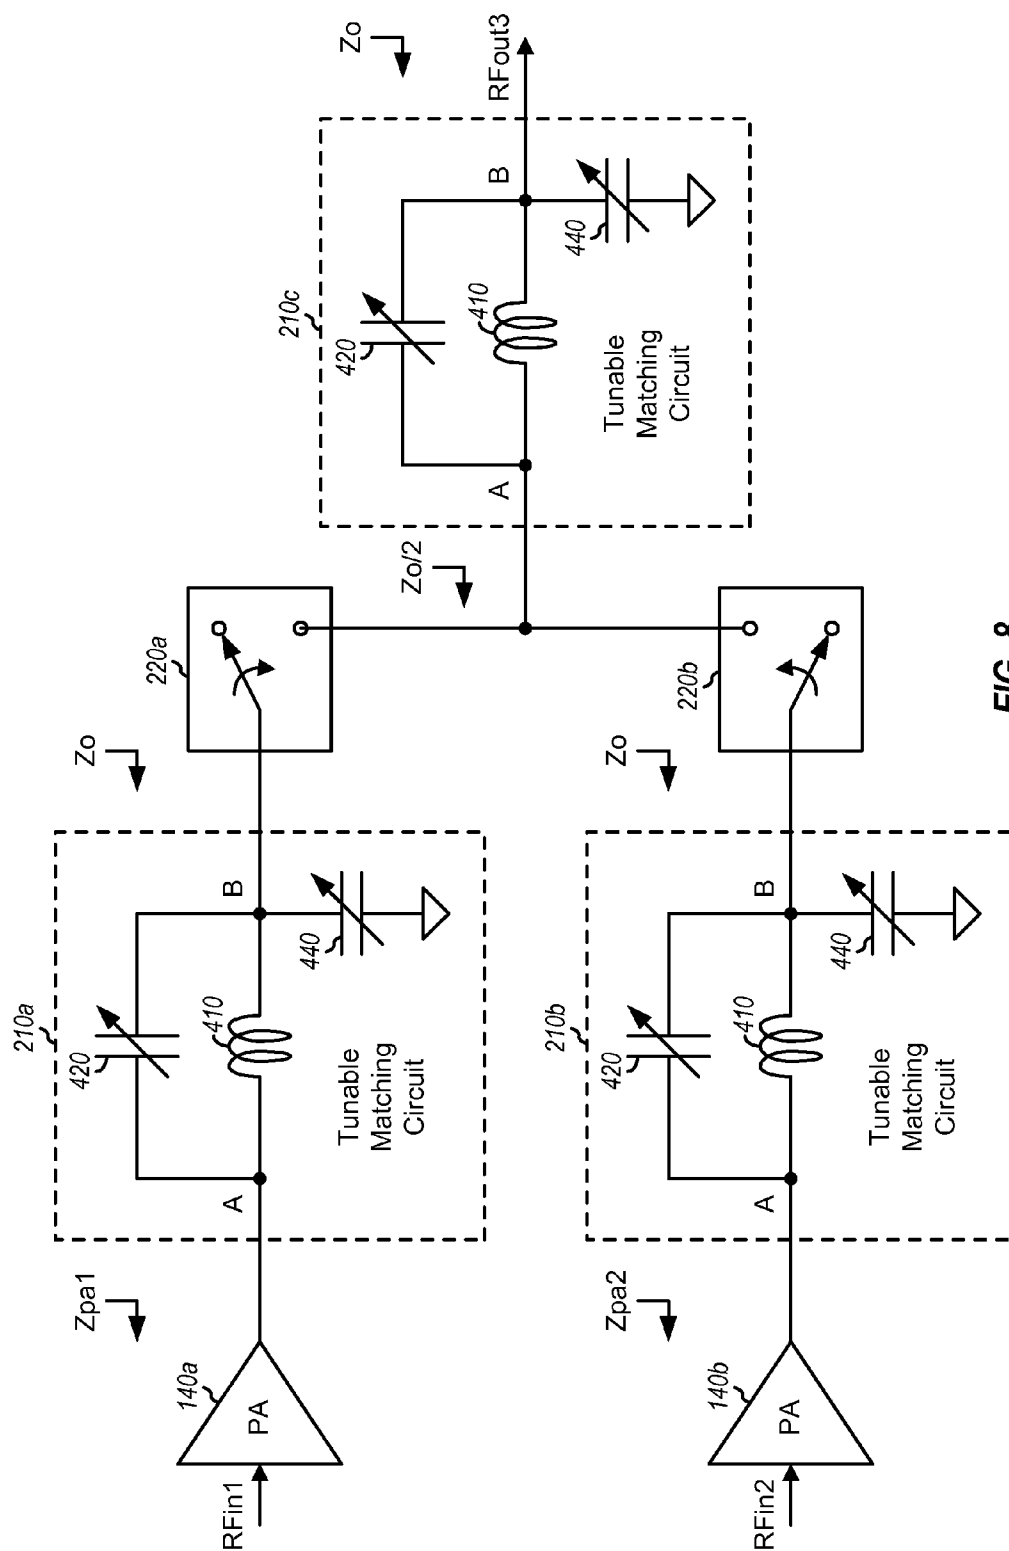 RFin1
PA
140a
Zpa1
210a
A
420
410
B
440
Tunable
Matching
Circuit
Zo
220a
RFin2
PA
140b
Zpa2
210b
A
420
410
B
440
Tunable
Matching
Circuit
Zo
220b
Zo/2
210c
A
420
410
B
440
Tunable
Matching
Circuit
Zo
RFout3
FIG. 8